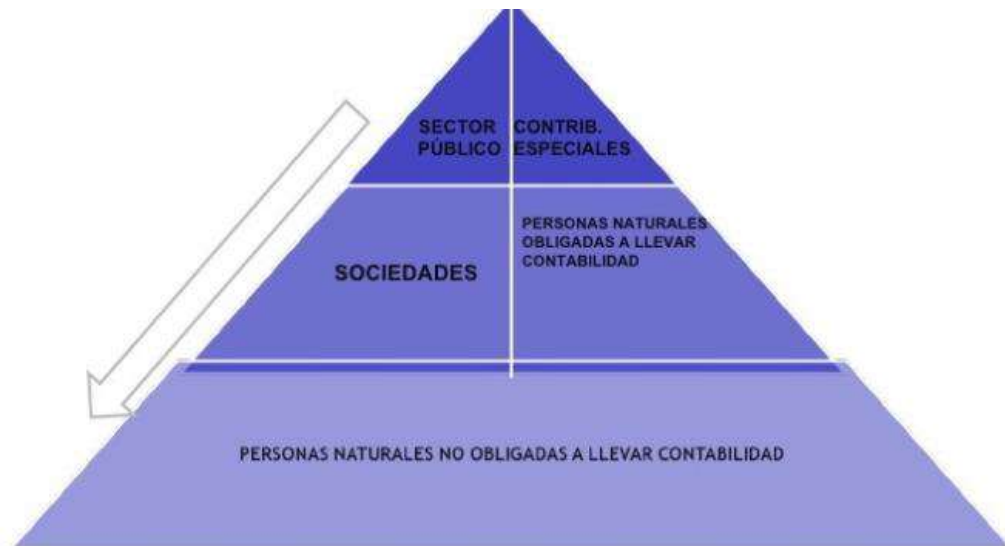 SECTOR
PÚBLICO
CONTRIB.
ESPECIALES
SOCIEDADES
PERSONAS NATURALES
OBLIGADAS A LLEVAR
CONTABILIDAD
PERSONAS NATURALES NO OBLIGADAS A LLEVAR CONTABILIDAD